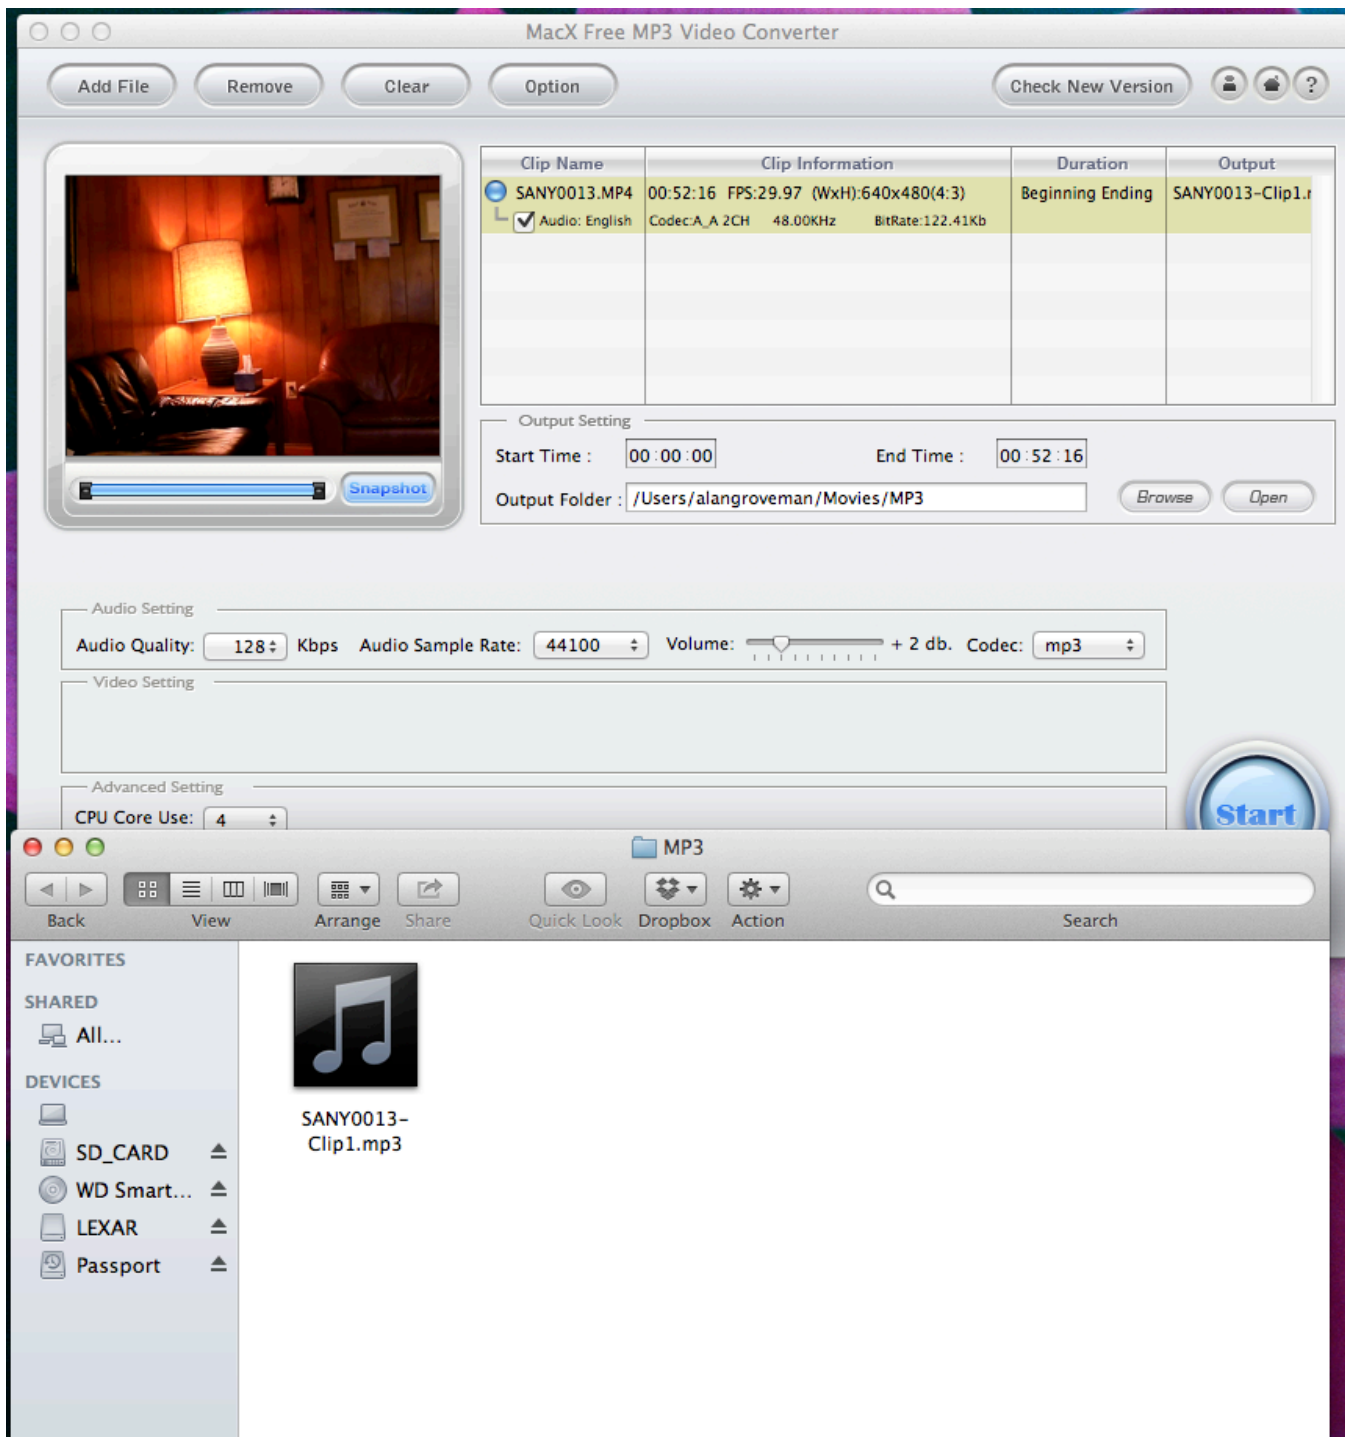 MacX Free MP3 Video Converter
Add File Remove Clear Option Check New Version ?
Clip Name Clip Information Duration Output
SANY0013.MP4 00:52:16 FPS:29.97 (WxH):640x480(4:3) Beginning Ending SANY0013-Clip1.
Audio: English Codec:A_A 2CH 48.00KHz BitRate:122.41Kb
Output Setting
Start Time : 00:00:00 End Time : 00:52:16
Snapshot
Output Folder : /Users/alangroveman/Movies/MP3 Browse Open
Audio Setting
Audio Quality: 128 Kbps Audio Sample Rate: 44100 Volume: + 2 db. Codec: mp3
Video Setting
Advanced Setting
CPU Core Use: 4
Start
MP3
Back View Arrange Share Quick Look Dropbox Action Search
FAVORITES
SHARED
All...
DEVICES
SD_CARD
WD Smart...
LEXAR
Passport
SANY0013-
Clip1.mp3